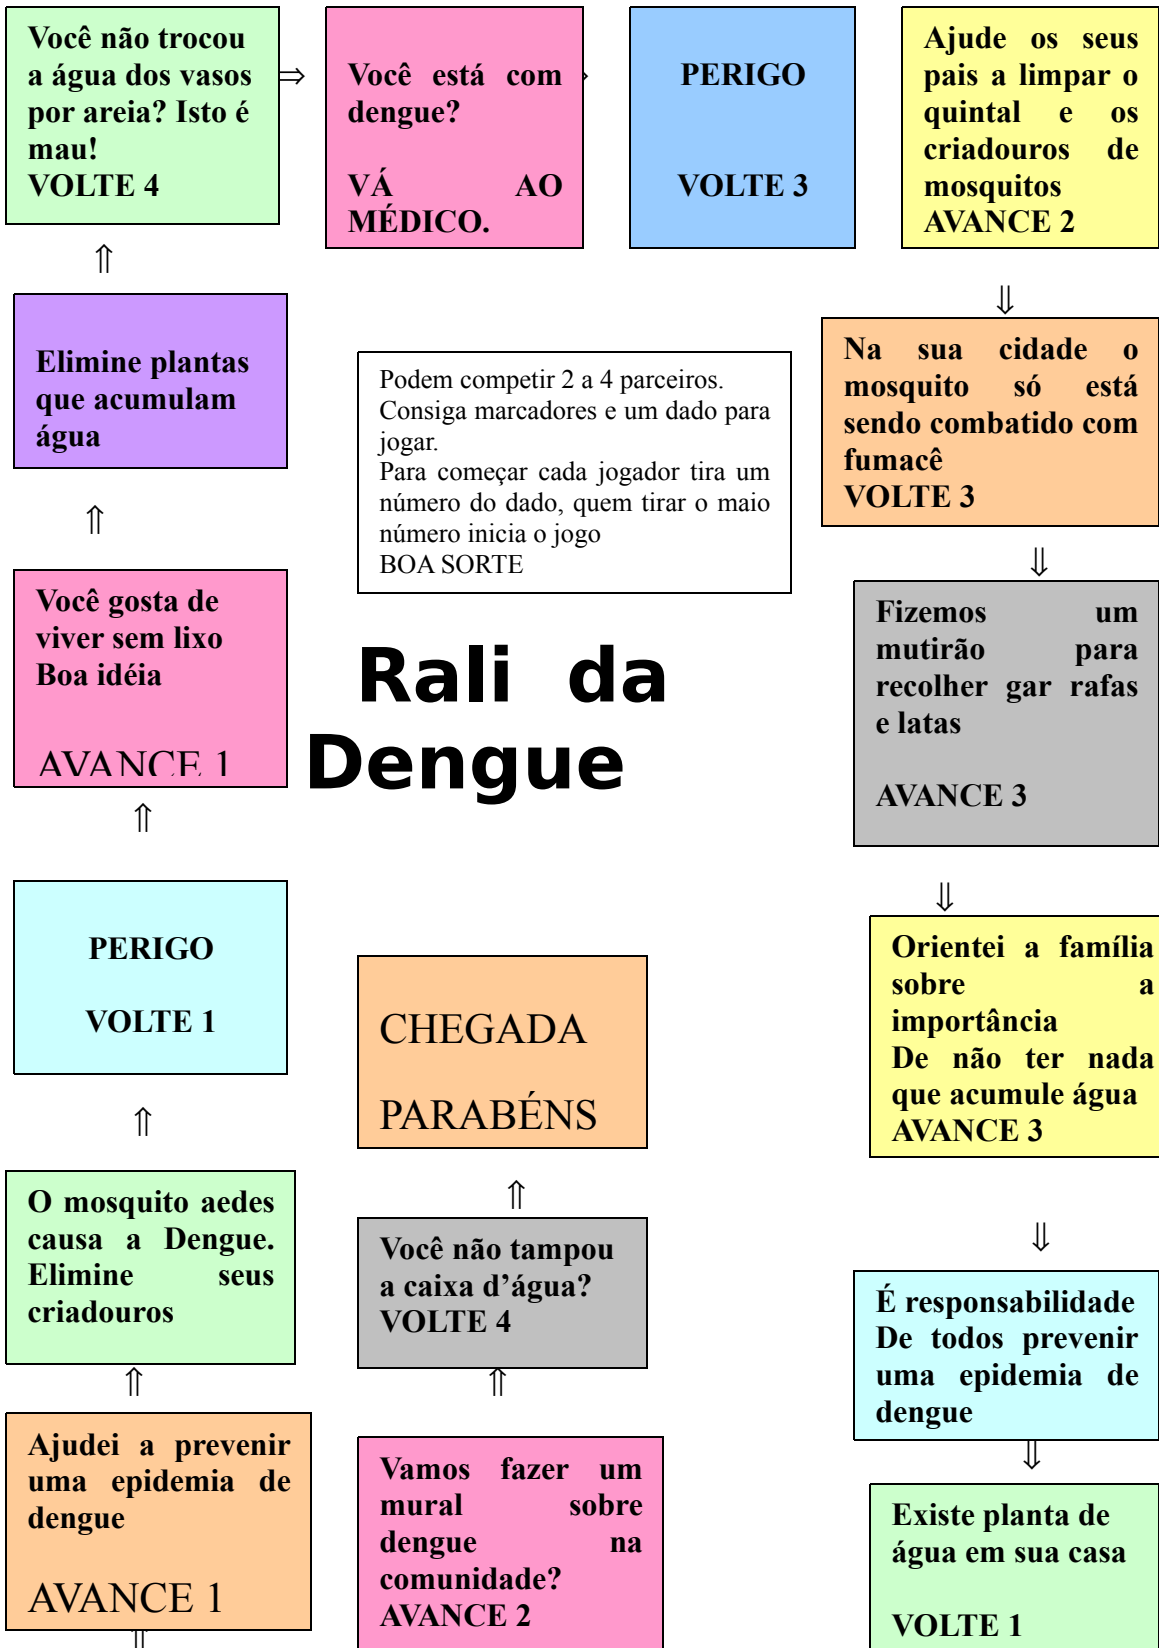 Você não trocou
a água dos vasos
por areia? Isto é
mau!
VOLTE 4
⇒
Você está com
dengue?
VÁ AO
MÉDICO.
PERIGO
VOLTE 3
Ajude os seus
pais a limpar o
quintal e os
criadouros de
mosquitos
AVANCE 2
⇑
⇓
Elimine plantas
que acumulam
água
Podem competir 2 a 4 parceiros.
Consiga marcadores e um dado para
jogar.
Para começar cada jogador tira um
número do dado, quem tirar o maio
número inicia o jogo
BOA SORTE
Na sua cidade o
mosquito só está
sendo combatido com
fumacê
VOLTE 3
⇑
⇓
Você gosta de
viver sem lixo
Boa idéia
AVANCE 1
Rali da
Dengue
Fizemos um
mutirão para
recolher gar rafas
e latas
AVANCE 3
⇑
⇓
PERIGO
VOLTE 1
CHEGADA
PARABÉNS
Orientei a família
sobre a
importância
De não ter nada
que acumule água
AVANCE 3
⇑
⇑
⇓
O mosquito aedes
causa a Dengue.
Elimine seus
criadouros
Você não tampou
a caixa d’água?
VOLTE 4
É responsabilidade
De todos prevenir
uma epidemia de
dengue
⇑
⇑
⇓
Ajudei a prevenir
uma epidemia de
dengue
AVANCE 1
⇑
Vamos fazer um
mural sobre
dengue na
comunidade?
AVANCE 2
Existe planta de
água em sua casa
VOLTE 1